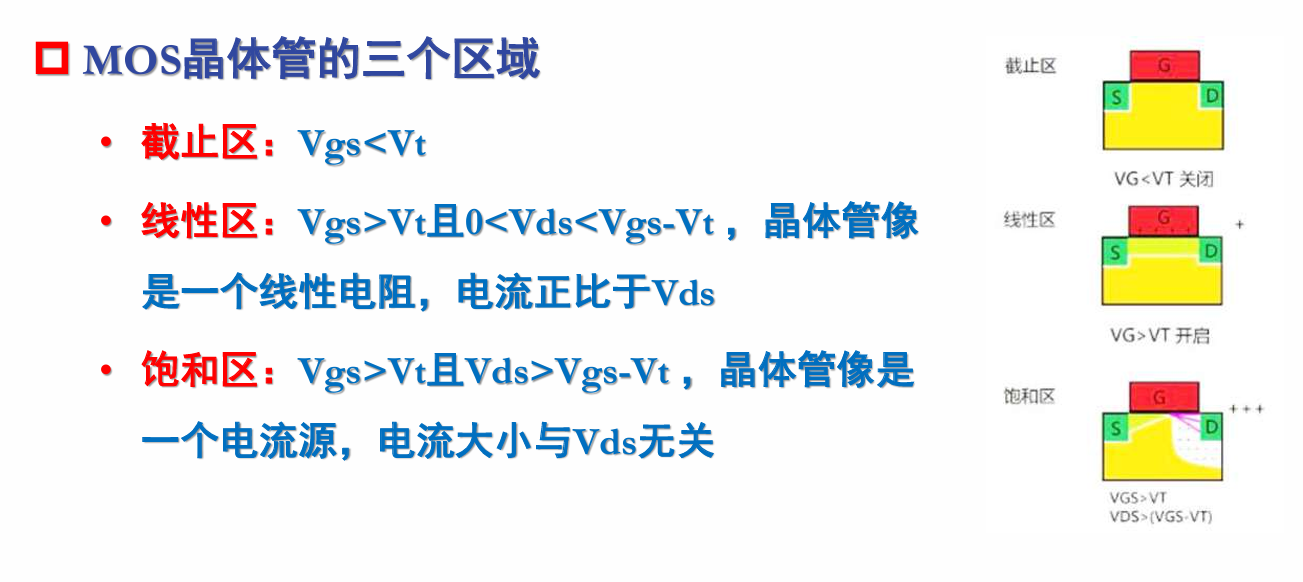 MOS晶体管的三个区域
• 截止区：Vgs<Vt
• 线性区：Vgs>Vt且0<Vds<Vgs-Vt ，晶体管像
是一个线性电阻，电流正比于Vds
• 饱和区：Vgs>Vt且Vds>Vgs-Vt ，晶体管像是
一个电流源，电流大小与Vds无关
截止区
G
S D
VG<VT 关闭
线性区
G
+
S D
VG>VT 开启
饱和区
G
+++
S D
VGS>VT
VDS>(VGS-VT)